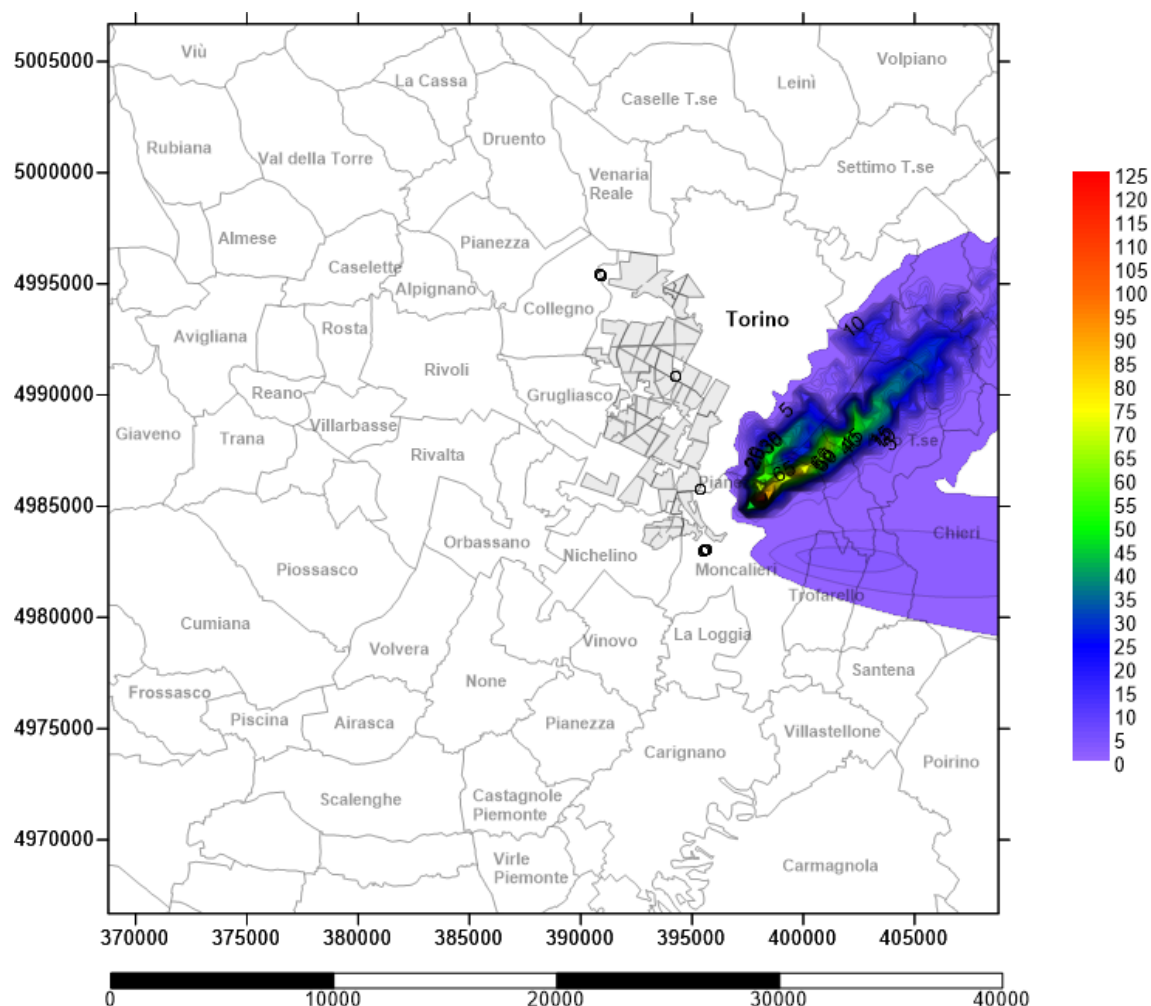 5005000
5000000
4995000
4990000
4985000
4980000
4975000
4970000
Viù
La Cassa
Volpiano
Leinì
Caselle T.se
Druento
Rubiana
Val della Torre
Settimo T.se
Venaria
Reale
Almese
Pianezza
Caselette
Alpignano
Collegno
Torino
Avigliana
Rosta
10
Rivoli
Reano
Grugliasco
Villarbasse
5
Giaveno
Trana
Rivalta
o T.se
65
Orbassano
Nichelino
Chieri
Moncalieri
Piossasco
Trofarello
Cumiana
Volvera
Vinovo
La Loggia
None
Santena
Frossasco
Piscina
Airasca
Pianezza
Villastellone
Carignano
Poirino
Scalenghe
Castagnole
Piemonte
Virle
Piemonte
Carmagnola
370000 375000 380000 385000 390000 395000 400000 405000
0 10000 20000 30000 40000
125
120
115
110
105
100
95
90
85
80
75
70
65
60
55
50
45
40
35
30
25
20
15
10
5
0